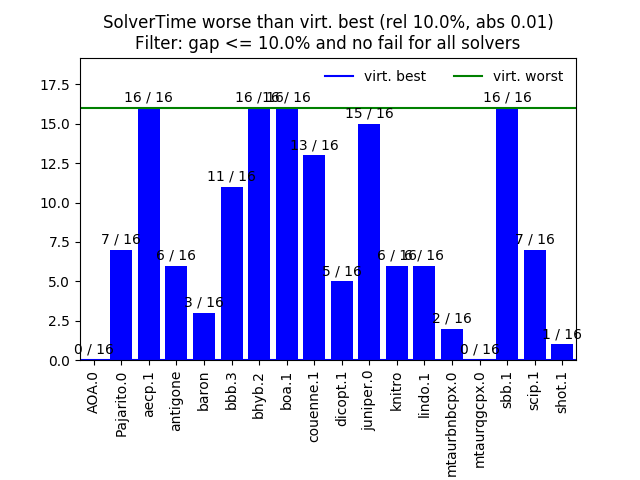 SolverTime worse than virt. best (rel 10.0%, abs 0.01)
Filter: gap <= 10.0% and no fail for all solvers
virt. best
virt. worst
17.5
15.0
12.5
10.0
7.5
5.0
2.5
0.0
0 / 16
7 / 16
16 / 16
6 / 16
3 / 16
11 / 16
16 / 16
16 / 16
13 / 16
5 / 16
15 / 16
6 / 16
6 / 16
2 / 16
0 / 16
16 / 16
7 / 16
1 / 16
AOA.0
Pajarito.0
aecp.1
antigone
baron
bbb.3
bhyb.2
boa.1
couenne.1
dicopt.1
juniper.0
knitro
lindo.1
mtaurbnbcpx.0
mtaurqgcpx.0
sbb.1
scip.1
shot.1